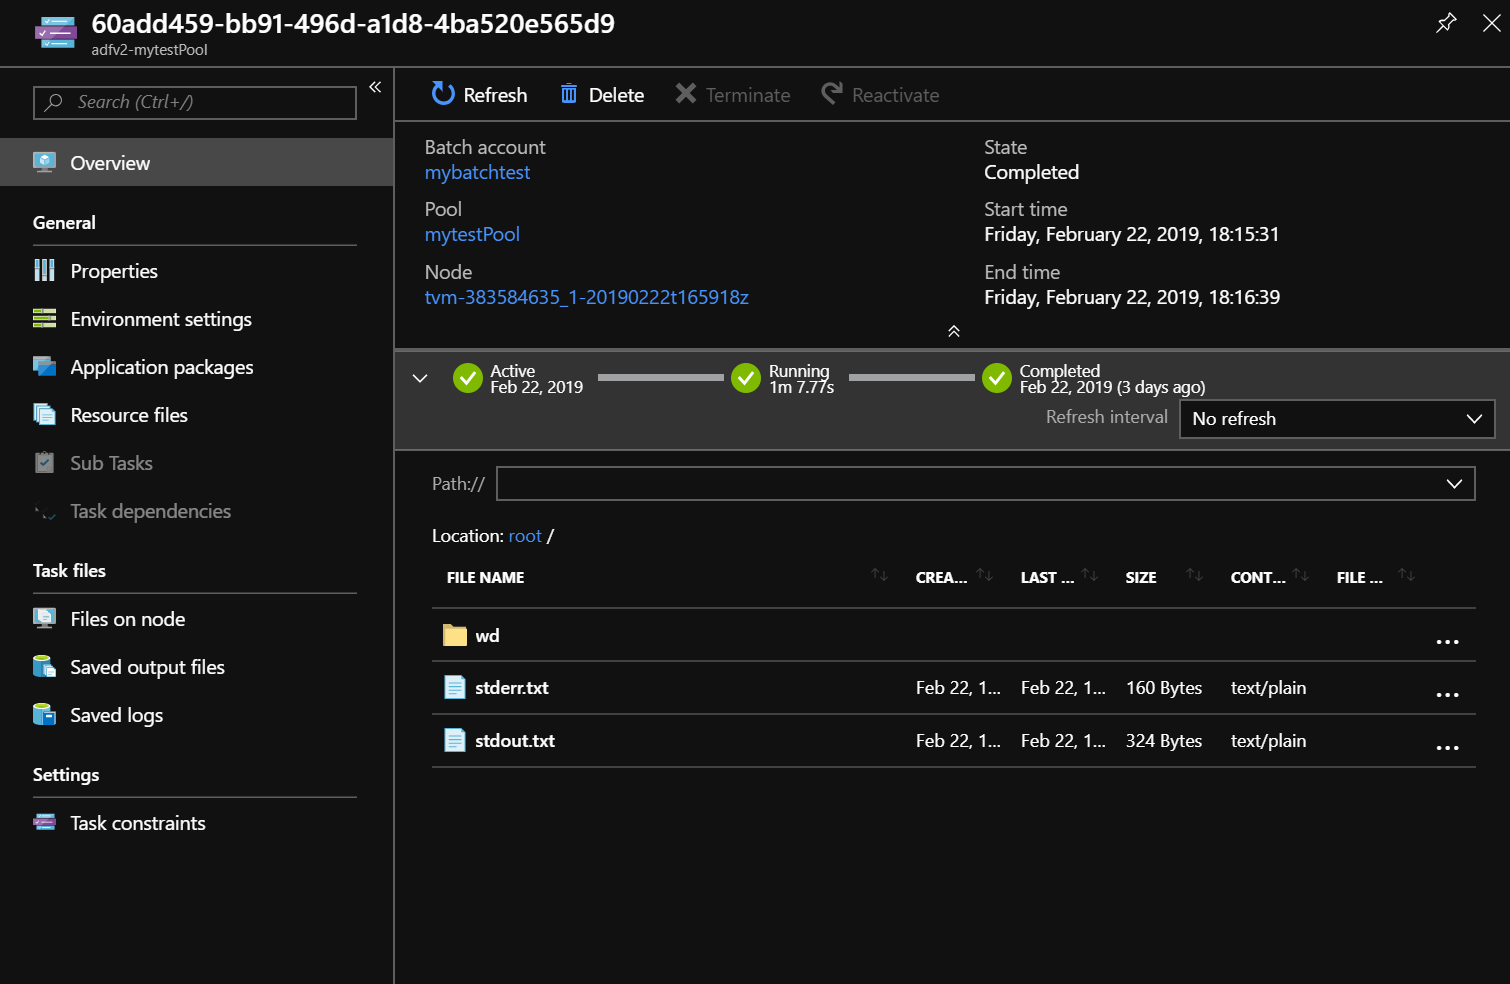 60add459-bb91-496d-a1d8-4ba520e565d9
adfv2-mytestPool
Search (Ctrl+/)
Overview
General
Properties
Environment settings
Application packages
Resource files
Sub Tasks
Task dependencies
Task files
Files on node
Saved output files
Saved logs
Settings
Task constraints
Refresh Delete Terminate Reactivate
Batch account
mybatchtest
Pool
mytestPool
Node
tvm-383584635_1-20190222t165918z
State
Completed
Start time
Friday, February 22, 2019, 18:15:31
End time
Friday, February 22, 2019, 18:16:39
Active
Feb 22, 2019
Running
1m 7.77s
Completed
Feb 22, 2019 (3 days ago)
Refresh interval No refresh
Path://
Location: root /
FILE NAME CREA... LAST ... SIZE CONT... FILE ...
wd
stderr.txt Feb 22, 1... Feb 22, 1... 160 Bytes text/plain
stdout.txt Feb 22, 1... Feb 22, 1... 324 Bytes text/plain